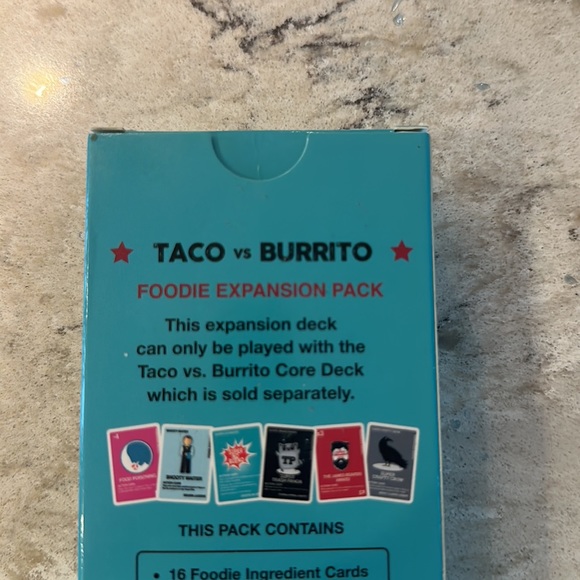 TACO vs BURRITO
FOODIE EXPANSION PACK
This expansion deck
can only be played with the
Taco vs. Burrito Core Deck
which is sold separately.
TP
THIS PACK CONTAINS
• 16 Foodie Ingredient Cards